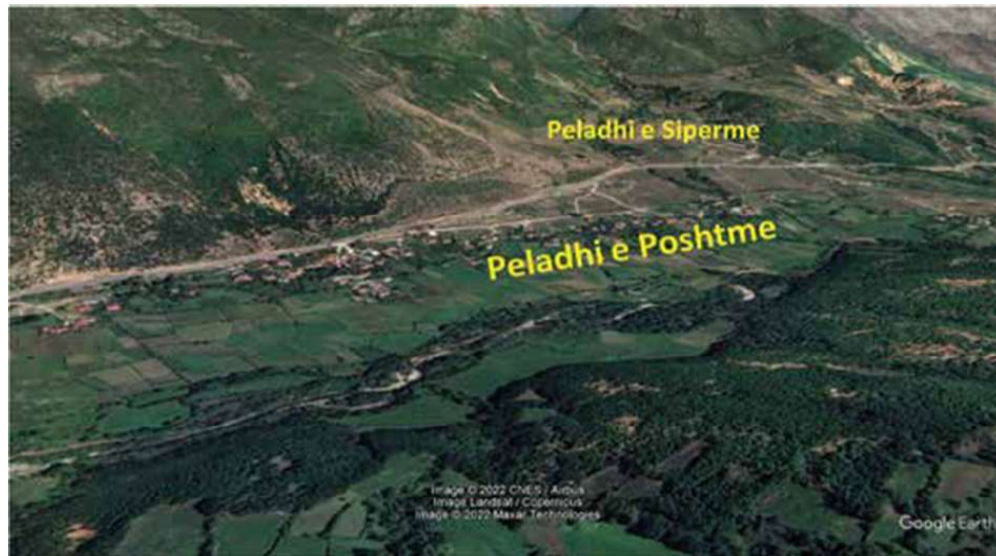 Peladhi e Siperme
Peladhi e Poshtme
Image © 2022 CNES / Airbus
Image Landsat / Copernicus
Image © 2022 Maxar Technologies
Google Earth